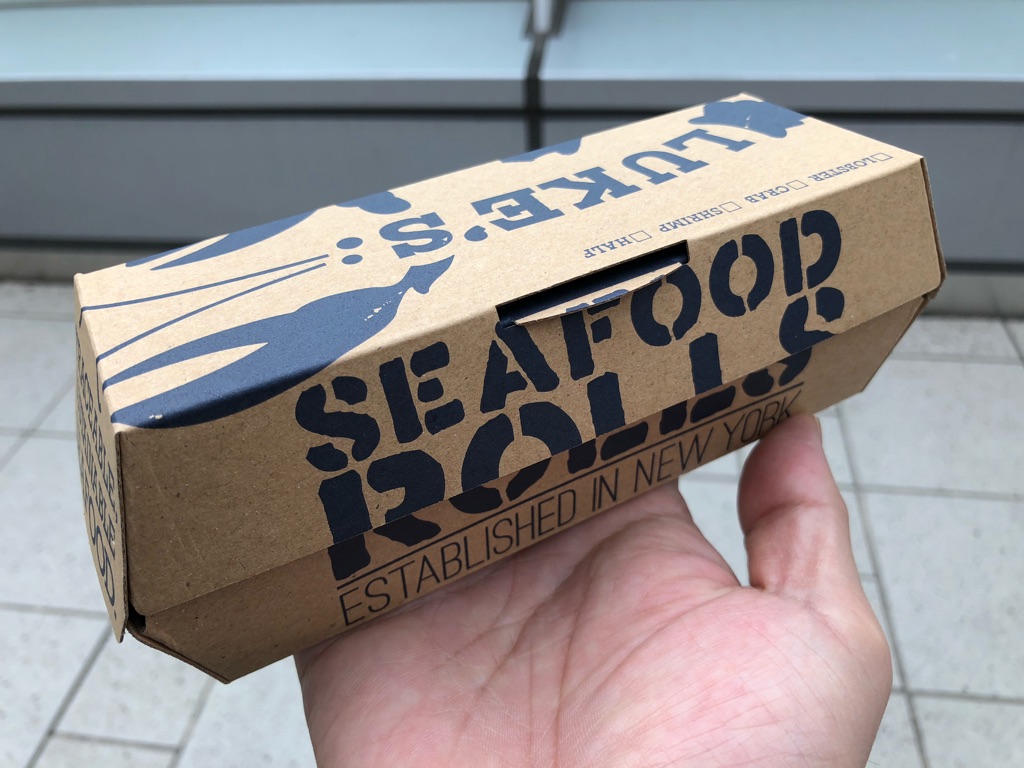 LUKE'S
LOBSTER CRAB SHRIMP HALF
SEAFOOD
ROLLS
ESTABLISHED IN NEW YORK